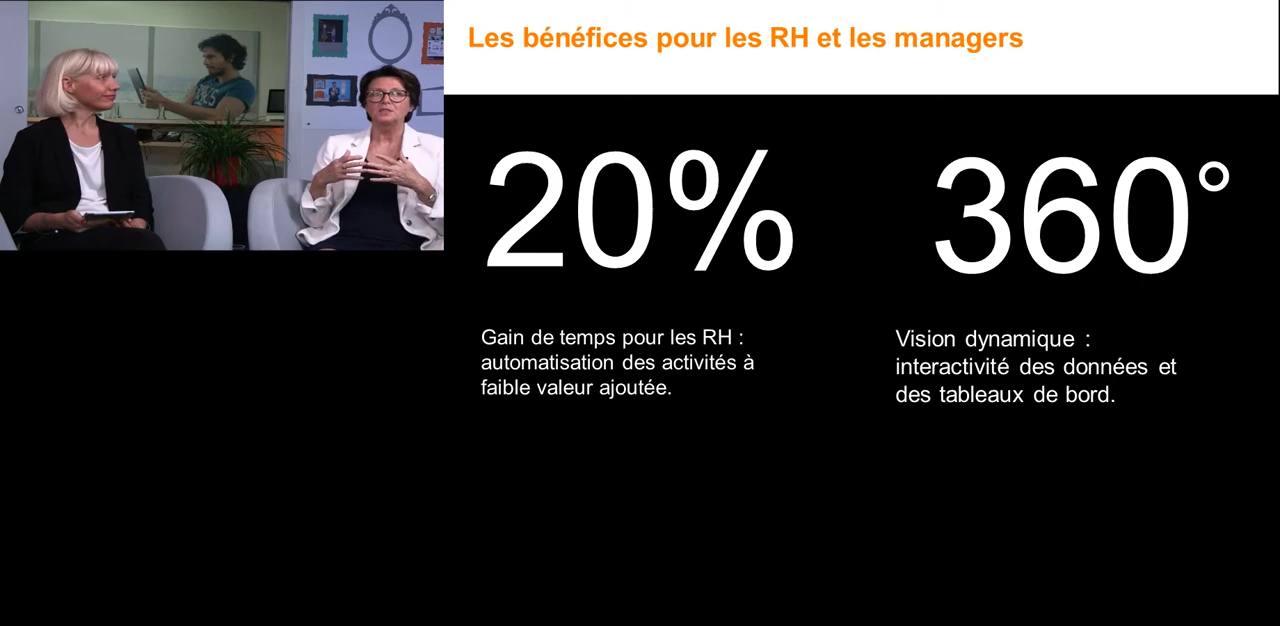 Les bénéfices pour les RH et les managers
20%
360°
Gain de temps pour les RH :
automatisation des activités à
faible valeur ajoutée.
Vision dynamique :
interactivité des données et
des tableaux de bord.